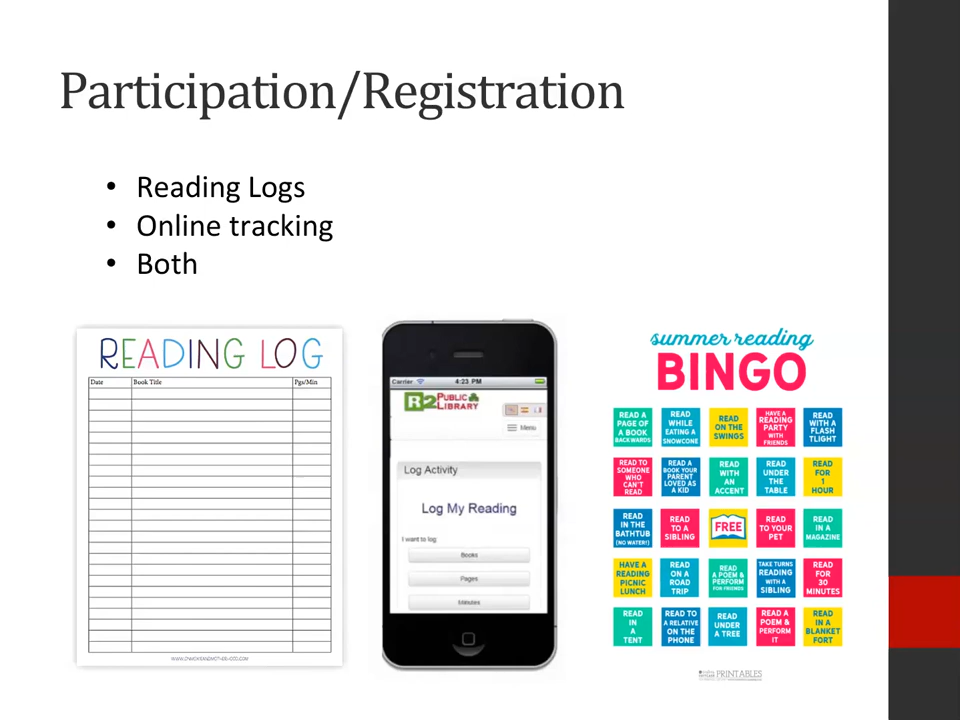 Participation/Registration
• Reading Logs
• Online tracking
• Both
READING LOG
Date Book Title Pgs/Min
Carrier 4:23 PM
R2 PUBLIC LIBRARY
Menu
Log Activity
Log My Reading
I want to log:
Books
Pages
Minutes
summer reading
BINGO
READ A
PAGE OF
A BOOK
BACKWARDS
READ
WHILE
EATING A
SNOWCONE
READ
ON THE
SWINGS
HAVE A
READING
PARTY
WITH
FRIENDS
READ
WITH A
FLASH
TLIGHT
READ TO
SOMEONE
WHO
CAN'T
READ
READ A
BOOK YOUR
PARENT
LOVED AS
A KID
READ
WITH
AN
ACCENT
READ
UNDER
THE
TABLE
READ
FOR
1
HOUR
READ
IN THE
BATHTUB
(NO WATER!)
READ
TO A
SIBLING
FREE
READ
TO YOUR
PET
READ
IN A
MAGAZINE
HAVE A
READING
PICNIC
LUNCH
READ
ON A
ROAD
TRIP
READ
A POEM &
PERFORM
FOR FRIENDS
TAKE TURNS
READING
WITH A
SIBLING
READ
FOR
30
MINUTES
READ
IN
A
TENT
READ TO
A RELATIVE
ON THE
PHONE
READ
UNDER
A TREE
READ A
POEM &
PERFORM
IT
READ
IN A
BLANKET
FORT
PRINTABLES